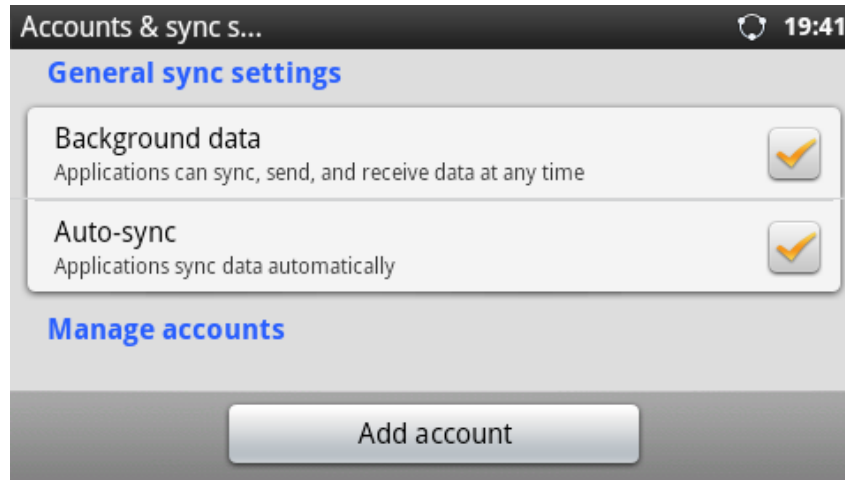 Accounts & sync s...
19:41
General sync settings
Background data
Applications can sync, send, and receive data at any time
Auto-sync
Applications sync data automatically
Manage accounts
Add account